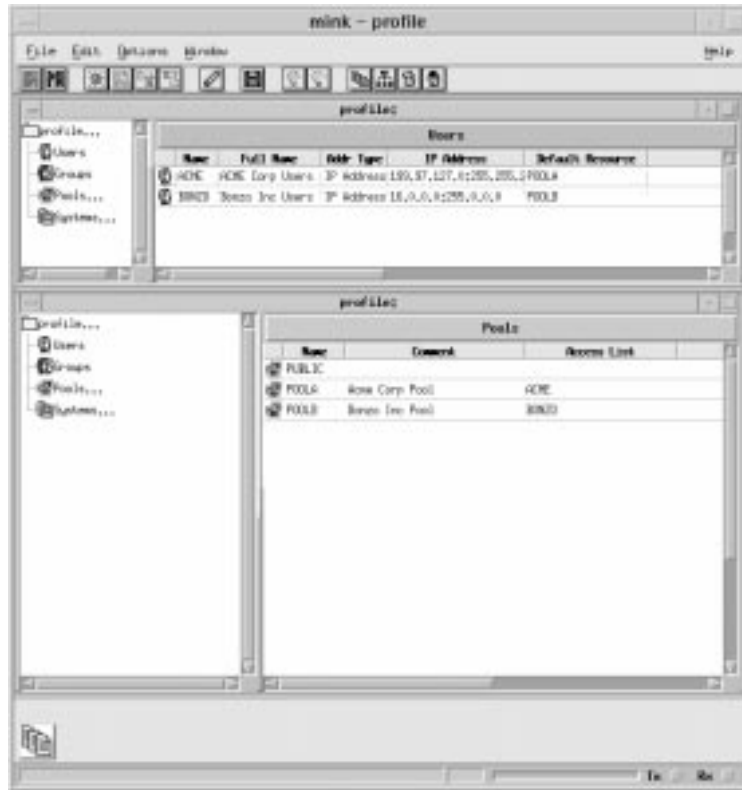 mink - profile
File Edit Options Window Help
profile:
profile...
Users
Groups
Pools...
Systems...
Users
Name Full Name Addr Type IP Address Default Resource
ACME ACME Corp Users IP Address POOLA
BONZO Bonzo Inc Users IP Address 16.0.0.0:255.0.0.0 POOLB
profile:
profile...
Users
Groups
Pools...
Systems...
Pools
Name Comment Access List
PUBLIC
POOLA Acme Corp Pool ACME
POOLB Bonzo Inc Pool BONZO
Tx Rx